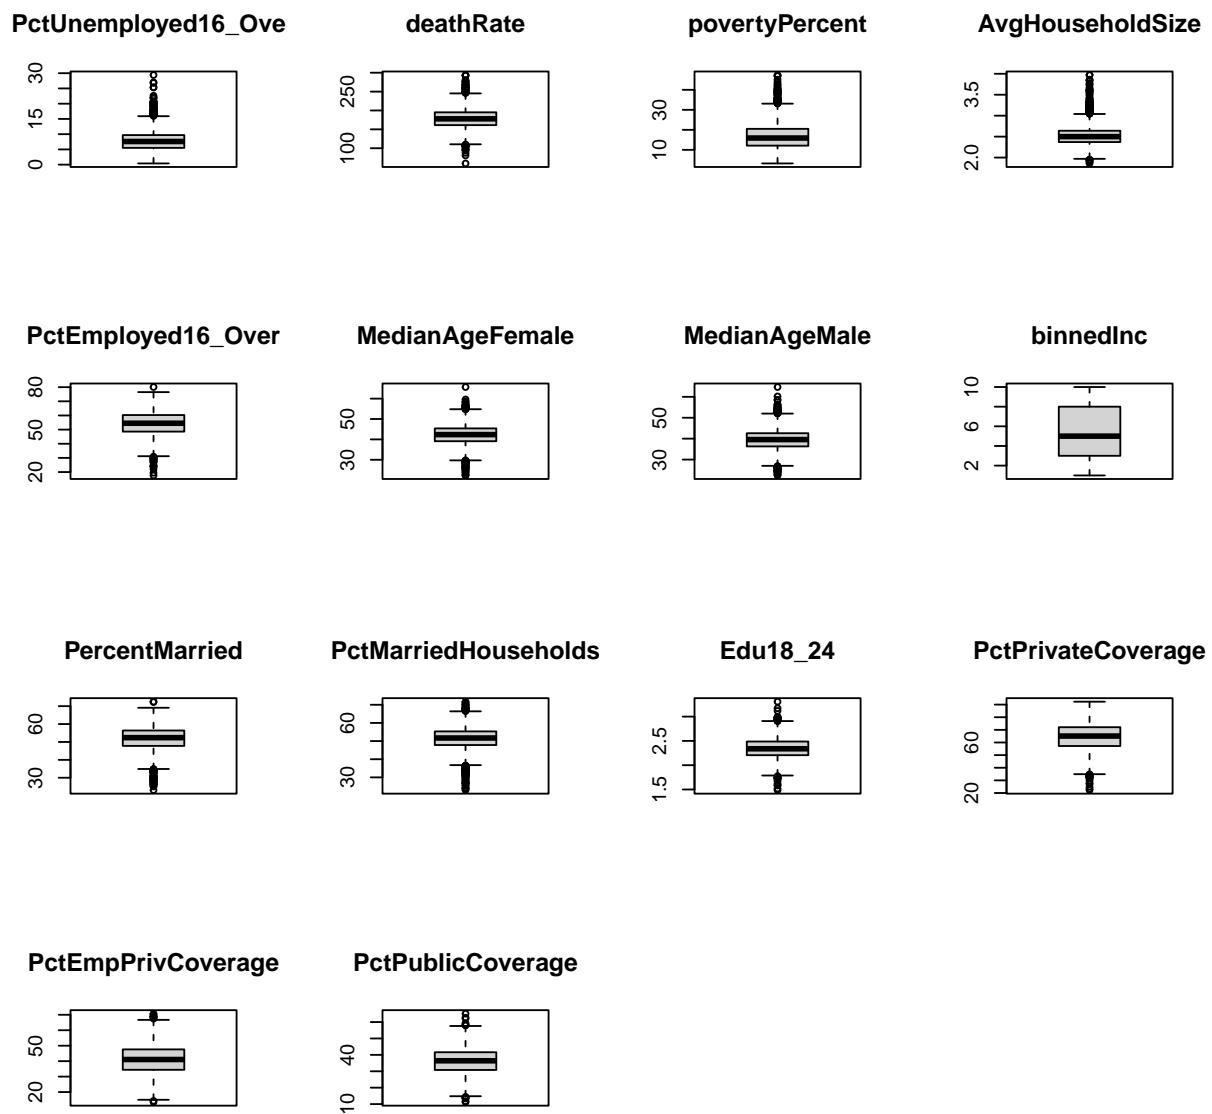 PctUnemployed16_Ove
deathRate
povertyPercent
AvgHouseholdSize
30
15
0
250
100
30
10
3.5
2.0
PctEmployed16_Over
MedianAgeFemale
MedianAgeMale
binnedInc
80
50
20
50
30
50
30
10
6
2
PercentMarried
PctMarriedHouseholds
Edu18_24
PctPrivateCoverage
60
30
60
30
2.5
1.5
60
20
PctEmpPrivCoverage
PctPublicCoverage
50
20
40
10